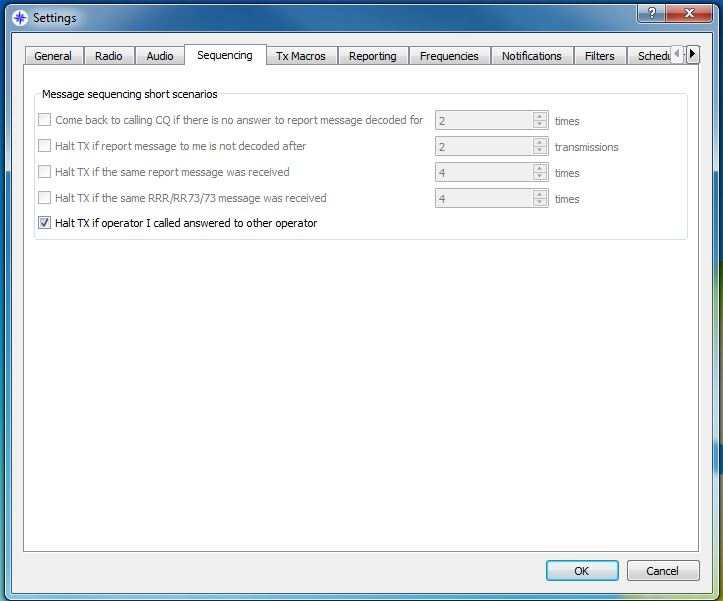 Settings
?
General Radio Audio Sequencing Tx Macros Reporting Frequencies Notifications Filters
Message sequencing short scenarios
Come back to calling CQ if there is no answer to report message decoded for 2 times
Halt TX if report message to me is not decoded after 2 transmissions
Halt TX if the same report message was received 4 times
Halt TX if the same RRR/RR73/73 message was received 4 times
Halt TX if operator I called answered to other operator
OK Cancel